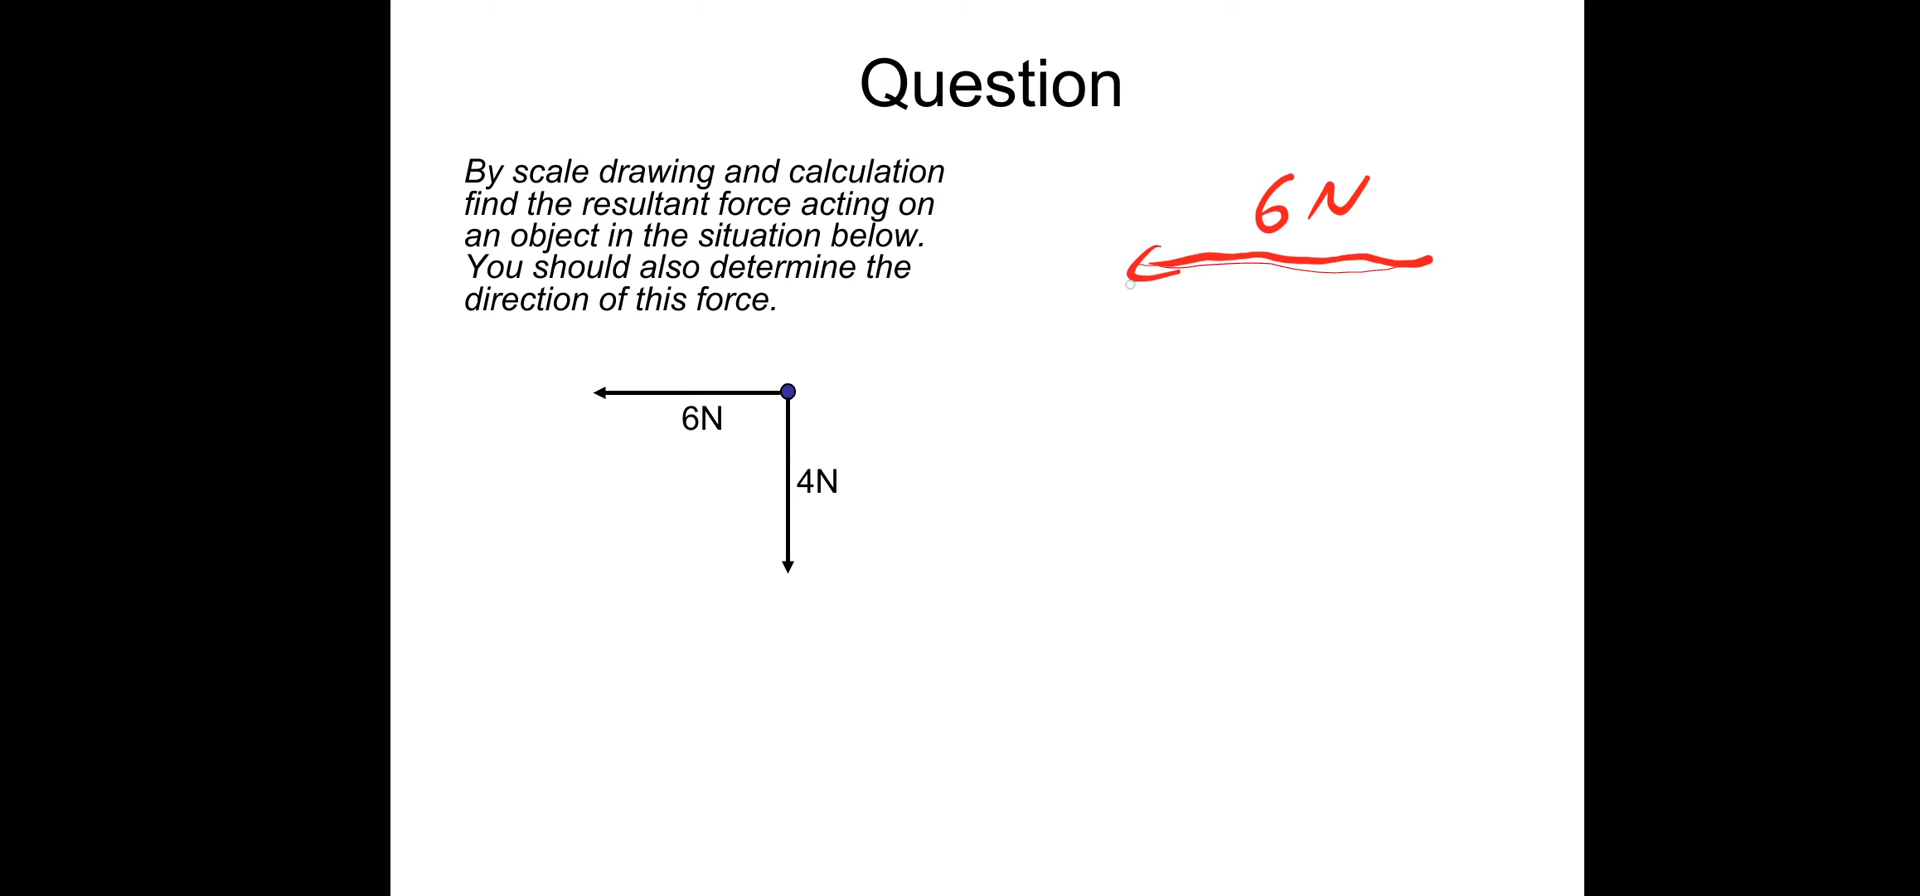 Question
By scale drawing and calculation
find the resultant force acting on
an object in the situation below.
You should also determine the
direction of this force.
6N
6N
4N